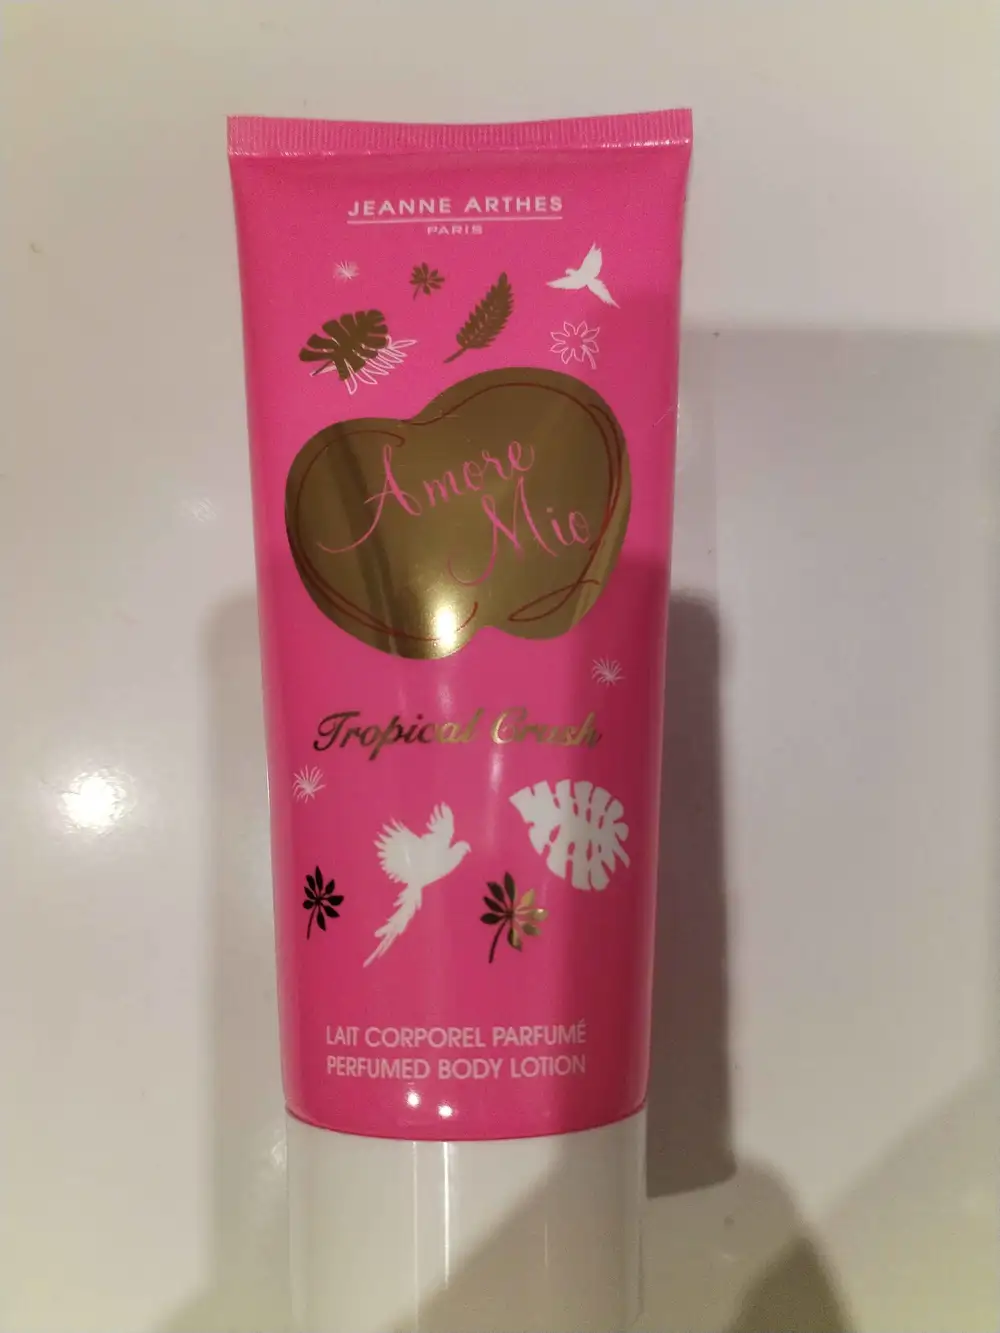 JEANNE ARTHES
PARIS
Amore
Mio
Tropical Crush
LAIT CORPOREL PARFUMÉ
PERFUMED BODY LOTION